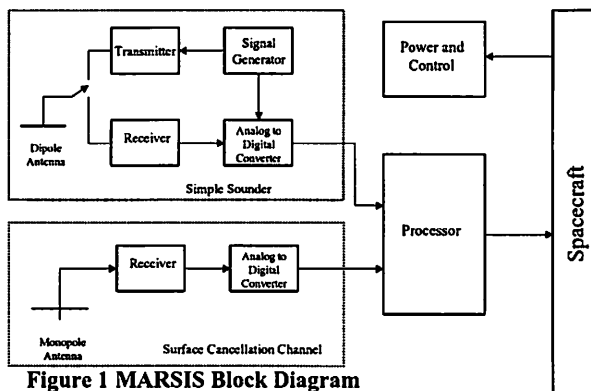 Transmitter
Signal
Generator
Power and
Control
Dipole
Antenna
Receiver
Analog to
Digital
Converter
Simple Sounder
Processor
Spacecraft
Receiver
Analog to
Digital
Converter
Monopole
Antenna
Surface Cancellation Channel
Figure 1 MARSIS Block Diagram